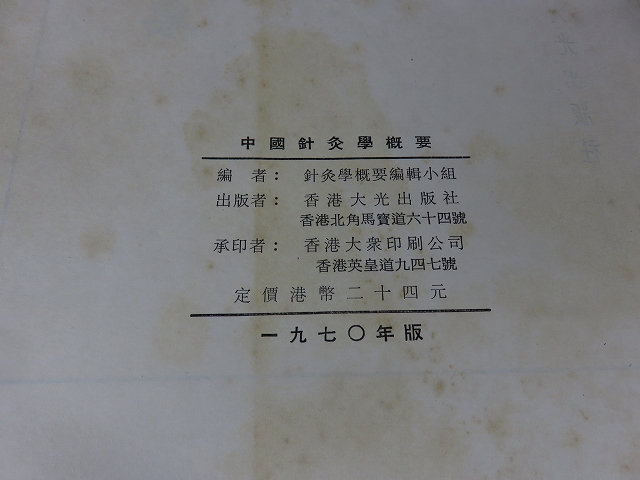 中國針灸學概要
編者：針灸學概要編輯小組
出版者：香港大光出版社
香港北角馬寶道六十四號
承印者：香港大衆印刷公司
香港英皇道九四七號
定價港幣二十四元
一九七〇年版